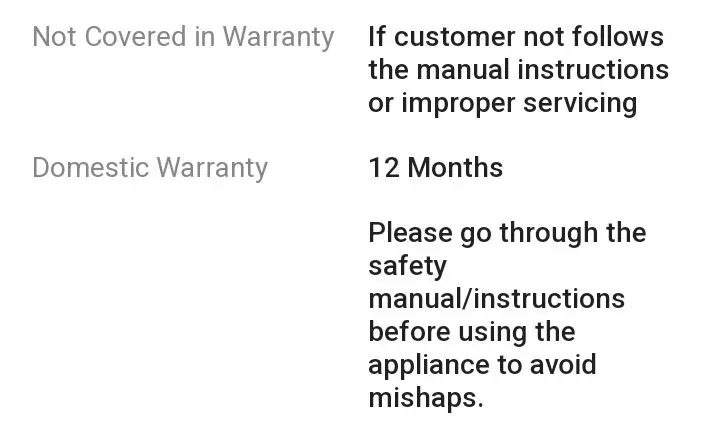 Not Covered in Warranty If customer not follows
the manual instructions
or improper servicing
Domestic Warranty 12 Months
Please go through the
safety
manual/instructions
before using the
appliance to avoid
mishaps.